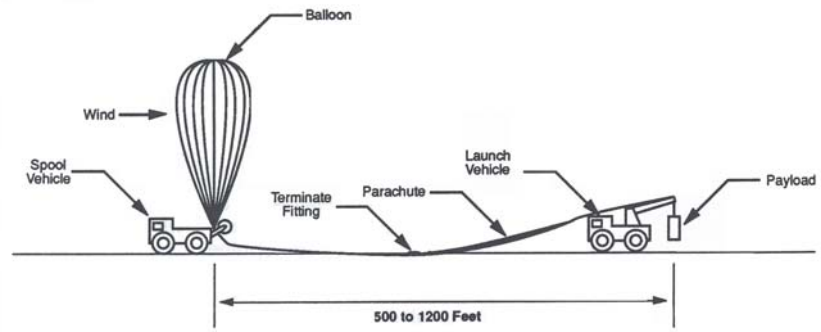 Balloon
Wind
Spool
Vehicle
Terminate
Fitting
Parachute
Launch
Vehicle
Payload
500 to 1200 Feet